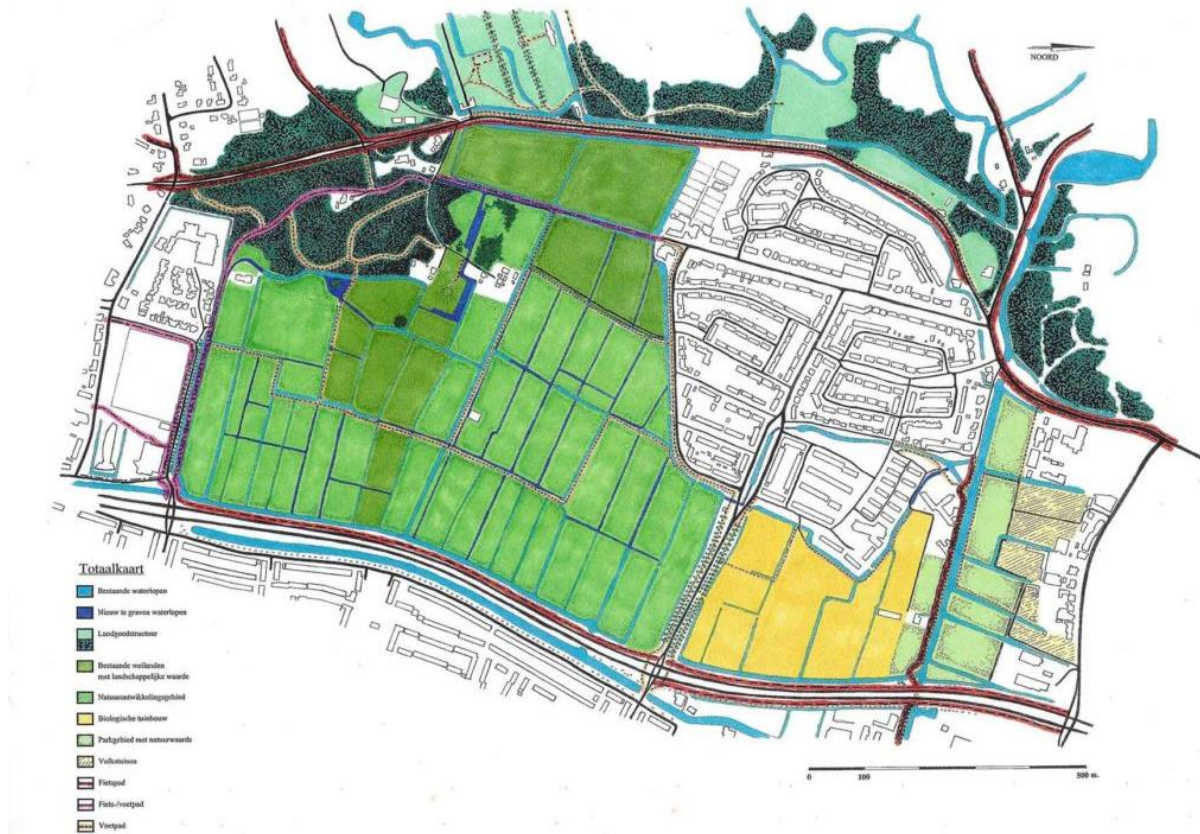 NOORD
Totaalkaart
Bestaande waterlopen
Nieuw te graven waterlopen
Landgoedstructuur
Bestaande weilanden
met landschappelijke waarde
Natuurontwikkelingsgebied
Biologische tuinbouw
Parkgebied met natuurwaarde
Volkstuinen
Fietspad
Fiets-/voetpad
Voetpad
0 100 500 m.